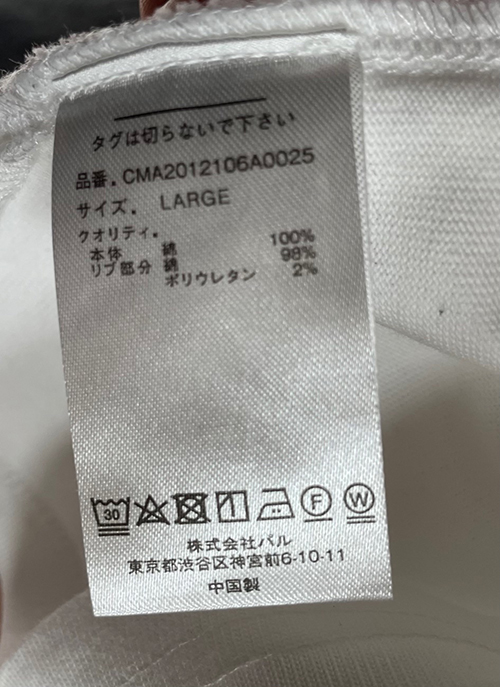 タグは切らないで下さい
品番. CMA2012106A0025
サイズ. LARGE
クオリティ.
本体 綿 100%
リブ部分 綿 98%
ポリウレタン 2%
30 F W
株式会社バル
東京都渋谷区神宮前6-10-11
中国製